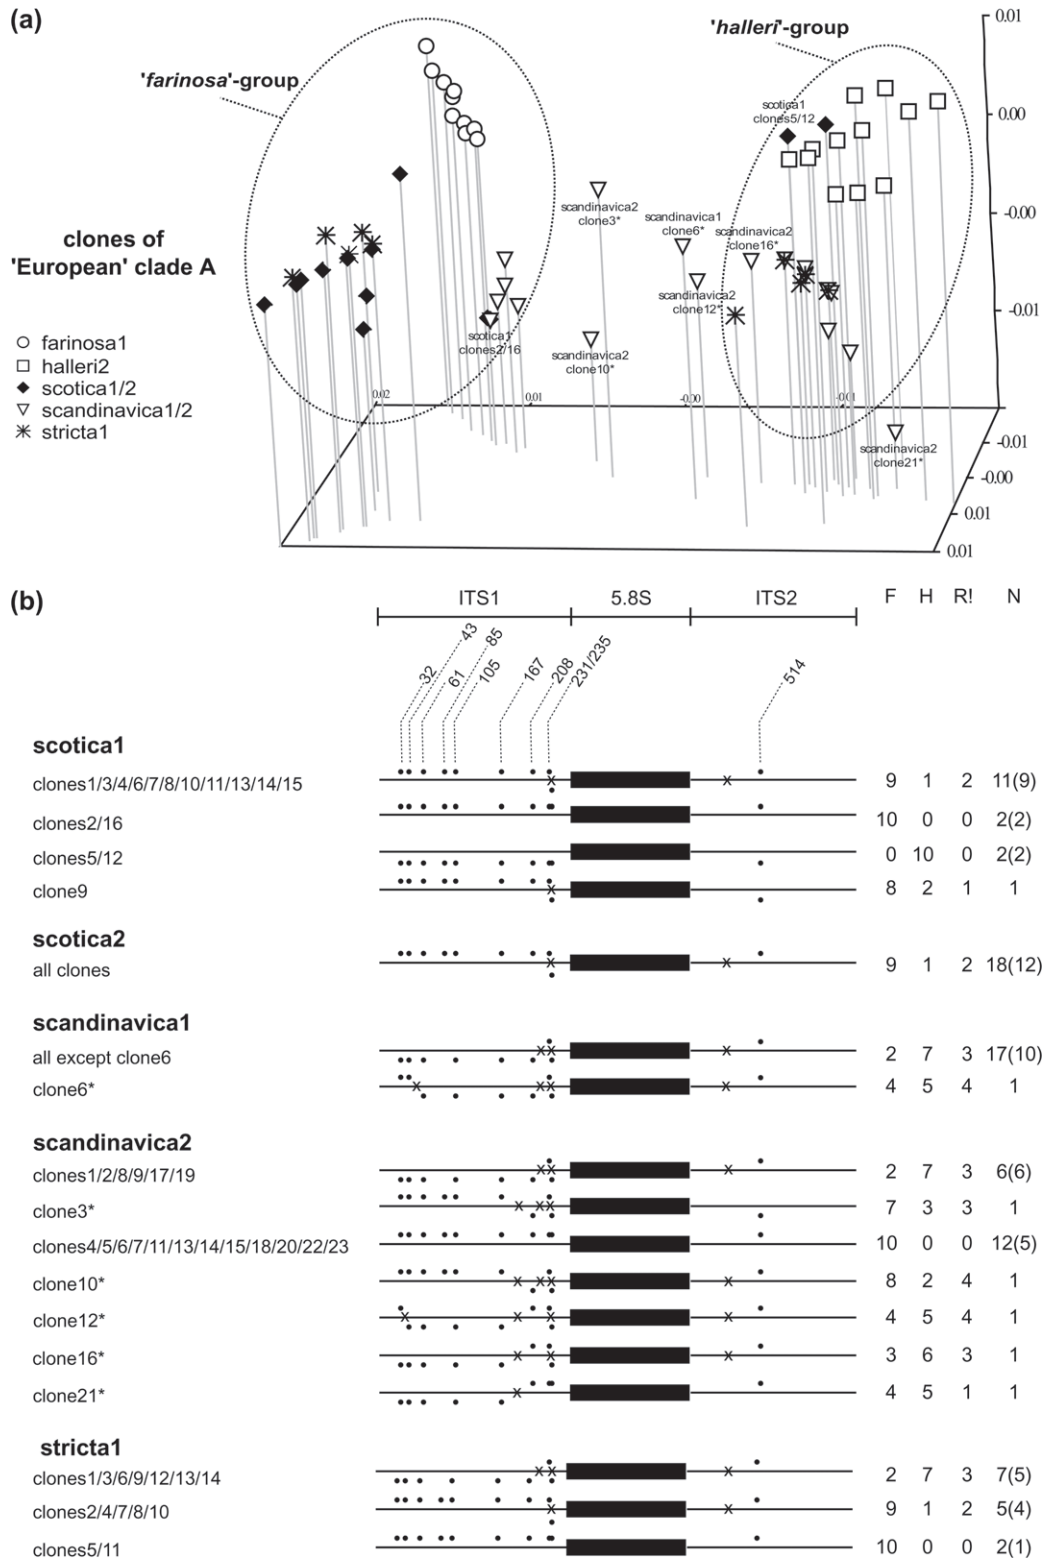 (a)
'halleri'-group
'farinosa'-group
0.01
0.00
-0.00
-0.01
scotica1
clones5/12
scandinavica2
clone3*
scandinavica1
clone6*
scandinavica2
clone16*
clones of
'European' clade A
scandinavica2
clone12*
scotica1
clones2/16
scandinavica2
clone10*
farinosa1
halleri2
scotica1/2
scandinavica1/2
stricta1
0.02
0.01
-0.00
-0.01
scandinavica2
clone21*
-0.01
-0.00
0.01
0.01
(b)
ITS1 5.8S ITS2 F H R! N
32 43 61 85 105 167 208 231/235 514
scotica1
clones1/3/4/6/7/8/10/11/13/14/15 9 1 2 11(9)
clones2/16 10 0 0 2(2)
clones5/12 0 10 0 2(2)
clone9 8 2 1 1
scotica2
all clones 9 1 2 18(12)
scandinavica1
all except clone6 2 7 3 17(10)
clone6* 4 5 4 1
scandinavica2
clones1/2/8/9/17/19 2 7 3 6(6)
clone3* 7 3 3 1
clones4/5/6/7/11/13/14/15/18/20/22/23 10 0 0 12(5)
clone10* 8 2 4 1
clone12* 4 5 4 1
clone16* 3 6 3 1
clone21* 4 5 1 1
stricta1
clones1/3/6/9/12/13/14 2 7 3 7(5)
clones2/4/7/8/10 9 1 2 5(4)
clones5/11 10 0 0 2(1)